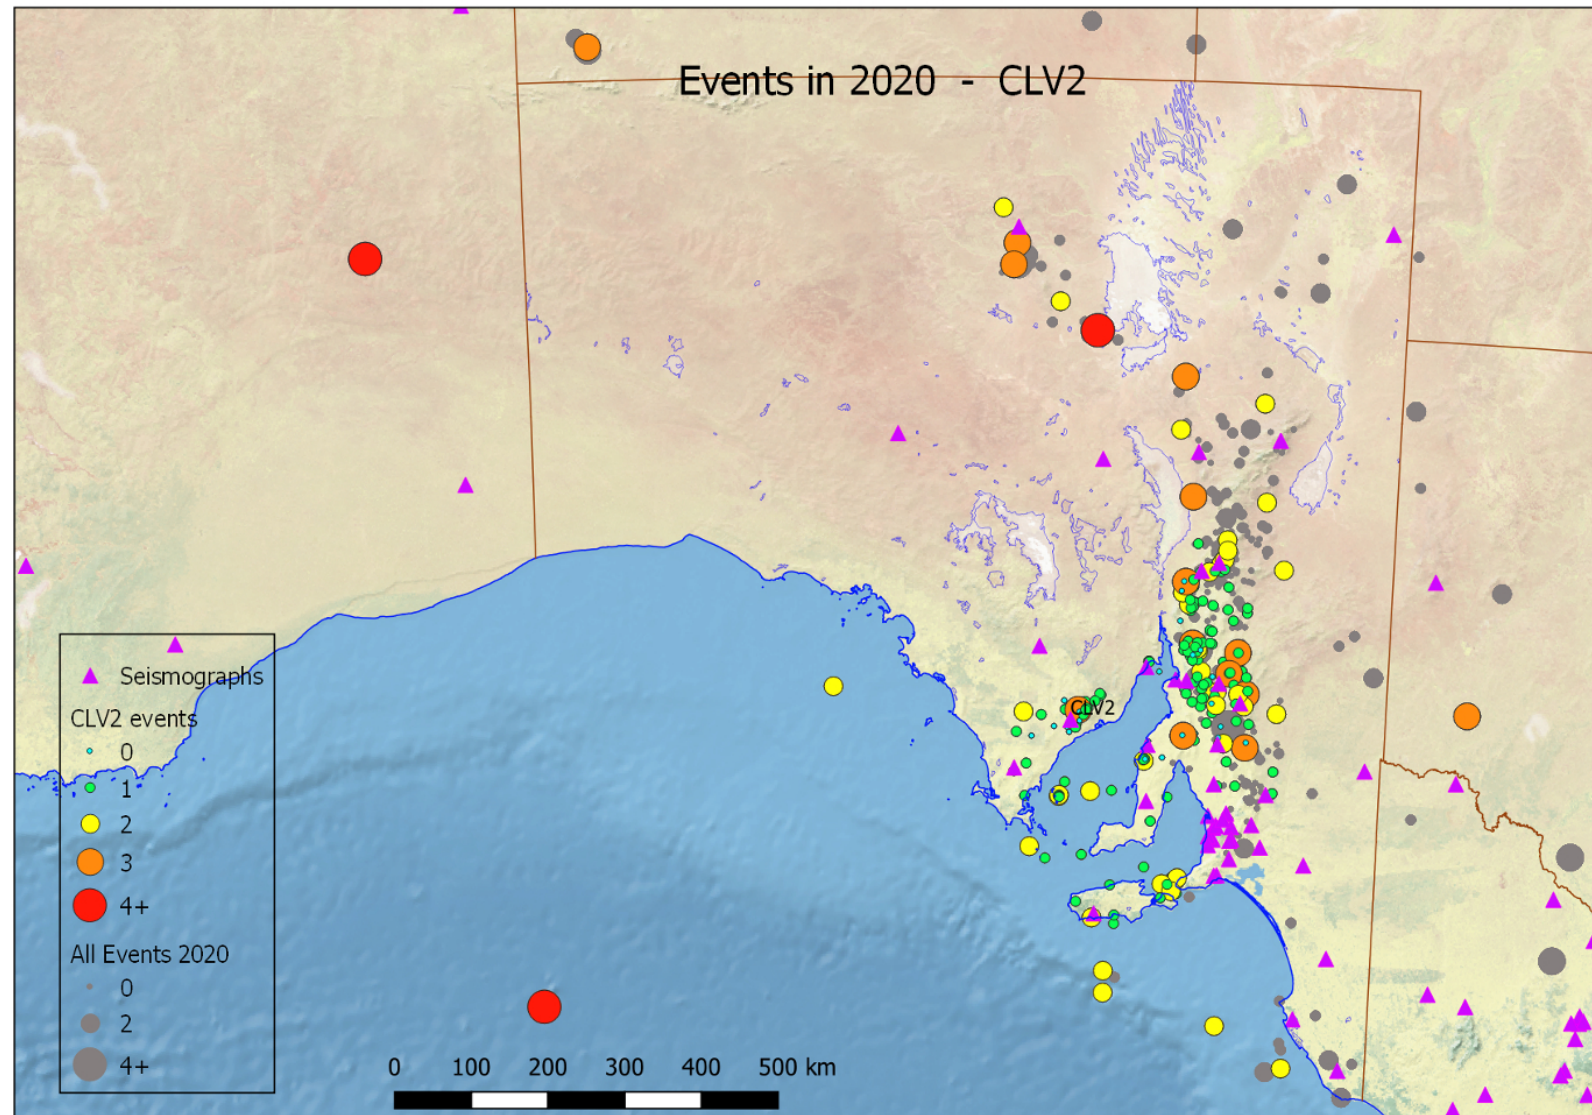 Events in 2020 - CLV2
CLV2
Seismographs
CLV2 events
0
1
2
3
4+
All Events 2020
0
2
4+
0 100 200 300 400 500 km